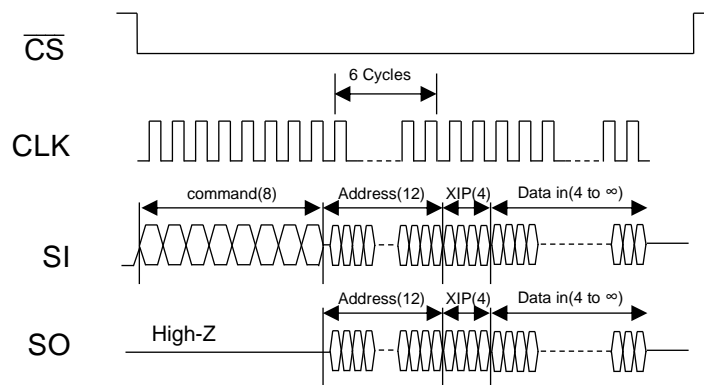 CS
6 Cycles
CLK
command(8) Address(12) XIP(4) Data in(4 to ∞)
SI
Address(12) XIP(4) Data in(4 to ∞)
High-Z
SO